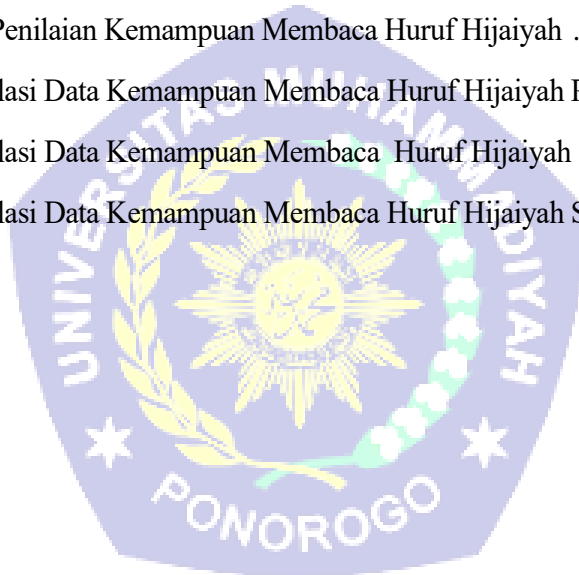 Penilaian Kemampuan Membaca Huruf Hijaiyah .
lasi Data Kemampuan Membaca Huruf Hijaiyah
lasi Data Kemampuan Membaca Huruf Hijaiyah
lasi Data Kemampuan Membaca Huruf Hijaiyah S
UNIVERSITAS MUHAMMADIYAH
PONOROGO